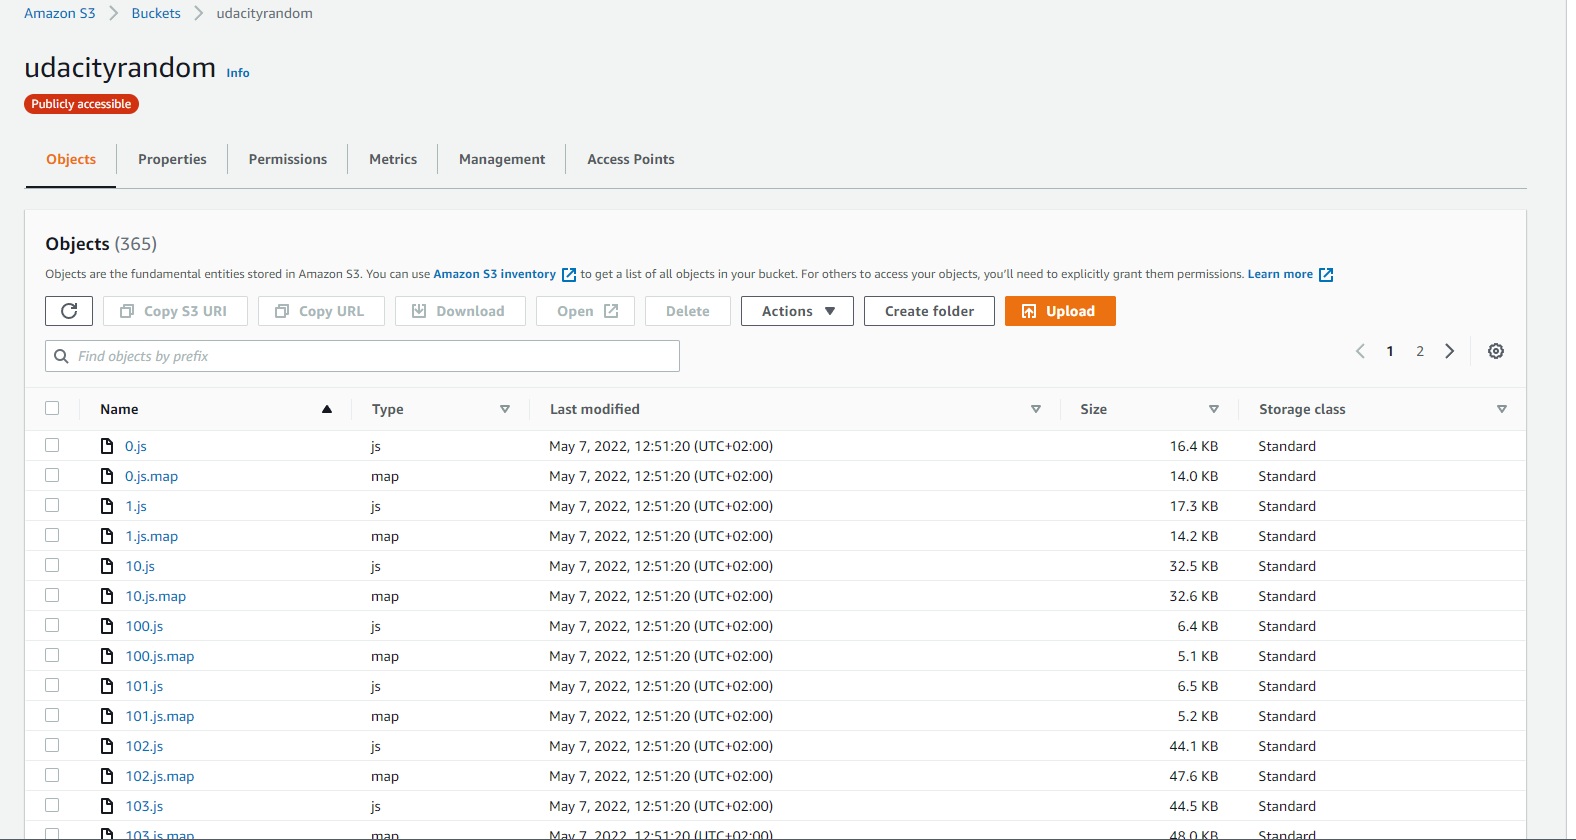 Amazon S3 > Buckets > udacityrandom
udacityrandom Info
Publicly accessible
Objects Properties Permissions Metrics Management Access Points
Objects (365)
Objects are the fundamental entities stored in Amazon S3. You can use Amazon S3 inventory to get a list of all objects in your bucket. For others to access your objects, you'll need to explicitly grant them permissions. Learn more
Copy S3 URI Copy URL Download Open Delete Actions Create folder Upload
Find objects by prefix 1 2
Name Type Last modified Size Storage class
0.js js May 7, 2022, 12:51:20 (UTC+02:00) 16.4 KB Standard
0.js.map map May 7, 2022, 12:51:20 (UTC+02:00) 14.0 KB Standard
1.js js May 7, 2022, 12:51:20 (UTC+02:00) 17.3 KB Standard
1.js.map map May 7, 2022, 12:51:20 (UTC+02:00) 14.2 KB Standard
10.js js May 7, 2022, 12:51:20 (UTC+02:00) 32.5 KB Standard
10.js.map map May 7, 2022, 12:51:20 (UTC+02:00) 32.6 KB Standard
100.js js May 7, 2022, 12:51:20 (UTC+02:00) 6.4 KB Standard
100.js.map map May 7, 2022, 12:51:20 (UTC+02:00) 5.1 KB Standard
101.js js May 7, 2022, 12:51:20 (UTC+02:00) 6.5 KB Standard
101.js.map map May 7, 2022, 12:51:20 (UTC+02:00) 5.2 KB Standard
102.js js May 7, 2022, 12:51:20 (UTC+02:00) 44.1 KB Standard
102.js.map map May 7, 2022, 12:51:20 (UTC+02:00) 47.6 KB Standard
103.js js May 7, 2022, 12:51:20 (UTC+02:00) 44.5 KB Standard
103.js.map map May 7, 2022, 12:51:20 (UTC+02:00) 48.0 KB Standard